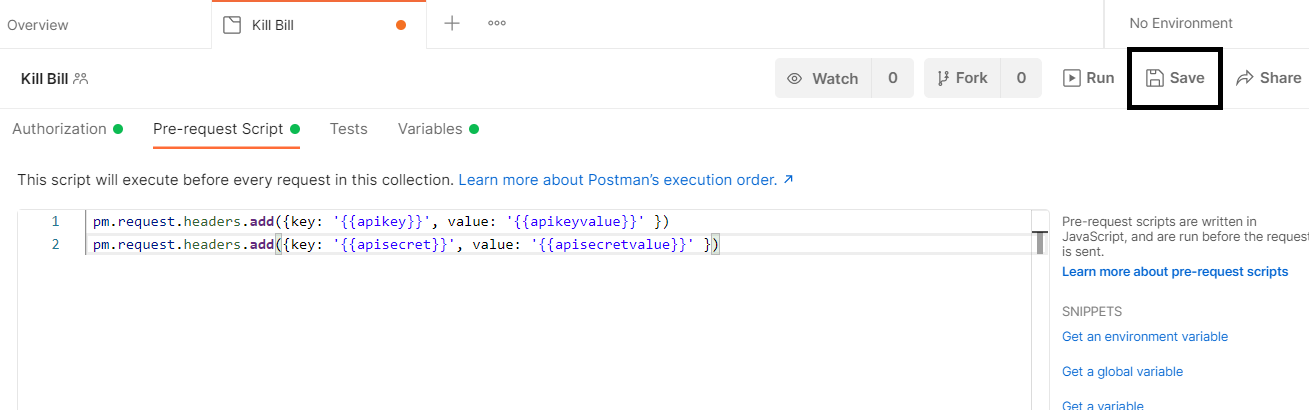 Overview
Kill Bill
No Environment
Kill Bill
Watch 0
Fork 0
Run
Save
Share
Authorization
Pre-request Script
Tests
Variables
This script will execute before every request in this collection. Learn more about Postman's execution order. ↗
1 pm.request.headers.add({key: '{{apikey}}', value: '{{apikeyvalue}}' })
2 pm.request.headers.add({key: '{{apisecret}}', value: '{{apisecretvalue}}' })
Pre-request scripts are written in
JavaScript, and are run before the request
is sent.
Learn more about pre-request scripts
SNIPPETS
Get an environment variable
Get a global variable
Get a variable